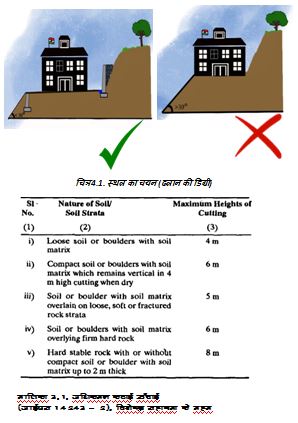 चित्र4.1. स्थल का चयन (ढलान की डिग्री)
Sl No.
Nature of Soil/ Soil Strata
Maximum Heights of Cutting
(1) (2) (3)
i) Loose soil or boulders with soil matrix 4 m
ii) Compact soil or boulders with soil matrix which remains vertical in 4 m high cutting when dry 6 m
iii) Soil or boulder with soil matrix overlain on loose, soft or fractured rock strata 5 m
iv) Soil or boulders with soil matrix overlying firm hard rock 6 m
v) Hard stable rock with or without compact soil or boulder with soil matrix up to 2 m thick 8 m